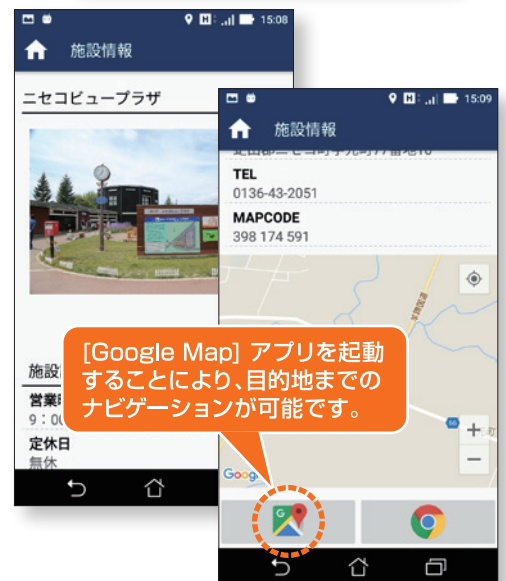 15:08
施設情報
ニセコビュープラザ
施設
営業
9：00
定休日
無休
15:09
施設情報
TEL
0136-43-2051
MAPCODE
398 174 591
66
Google
[Google Map] アプリを起動
することにより、目的地までの
ナビゲーションが可能です。